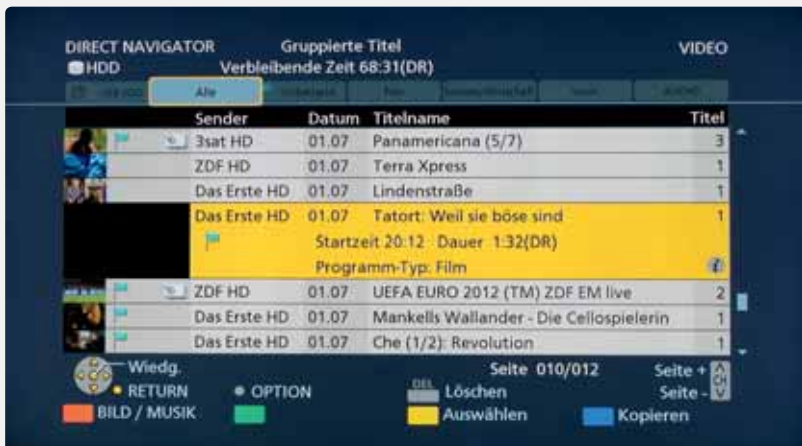 DIRECT NAVIGATOR Gruppierte Titel VIDEO
HDD Verbleibende Zeit 68:31(DR)
Alle
Sender Datum Titelname Titel
3sat HD 01.07 Panamericana (5/7) 3
ZDF HD 01.07 Terra Xpress 1
Das Erste HD 01.07 Lindenstraße 1
Das Erste HD 01.07 Tatort: Weil sie böse sind 1
Startzeit 20:12 Dauer 1:32(DR)
Programm-Typ: Film i
ZDF HD 01.07 UEFA EURO 2012 (TM) ZDF EM live 2
Das Erste HD 01.07 Mankells Wallander - Die Cellospielerin 1
Das Erste HD 01.07 Che (1/2): Revolution 1
Wiedg. Seite 010/012 Seite +
RETURN OPTION DEL Löschen Seite - CH
BILD / MUSIK Auswählen Kopieren